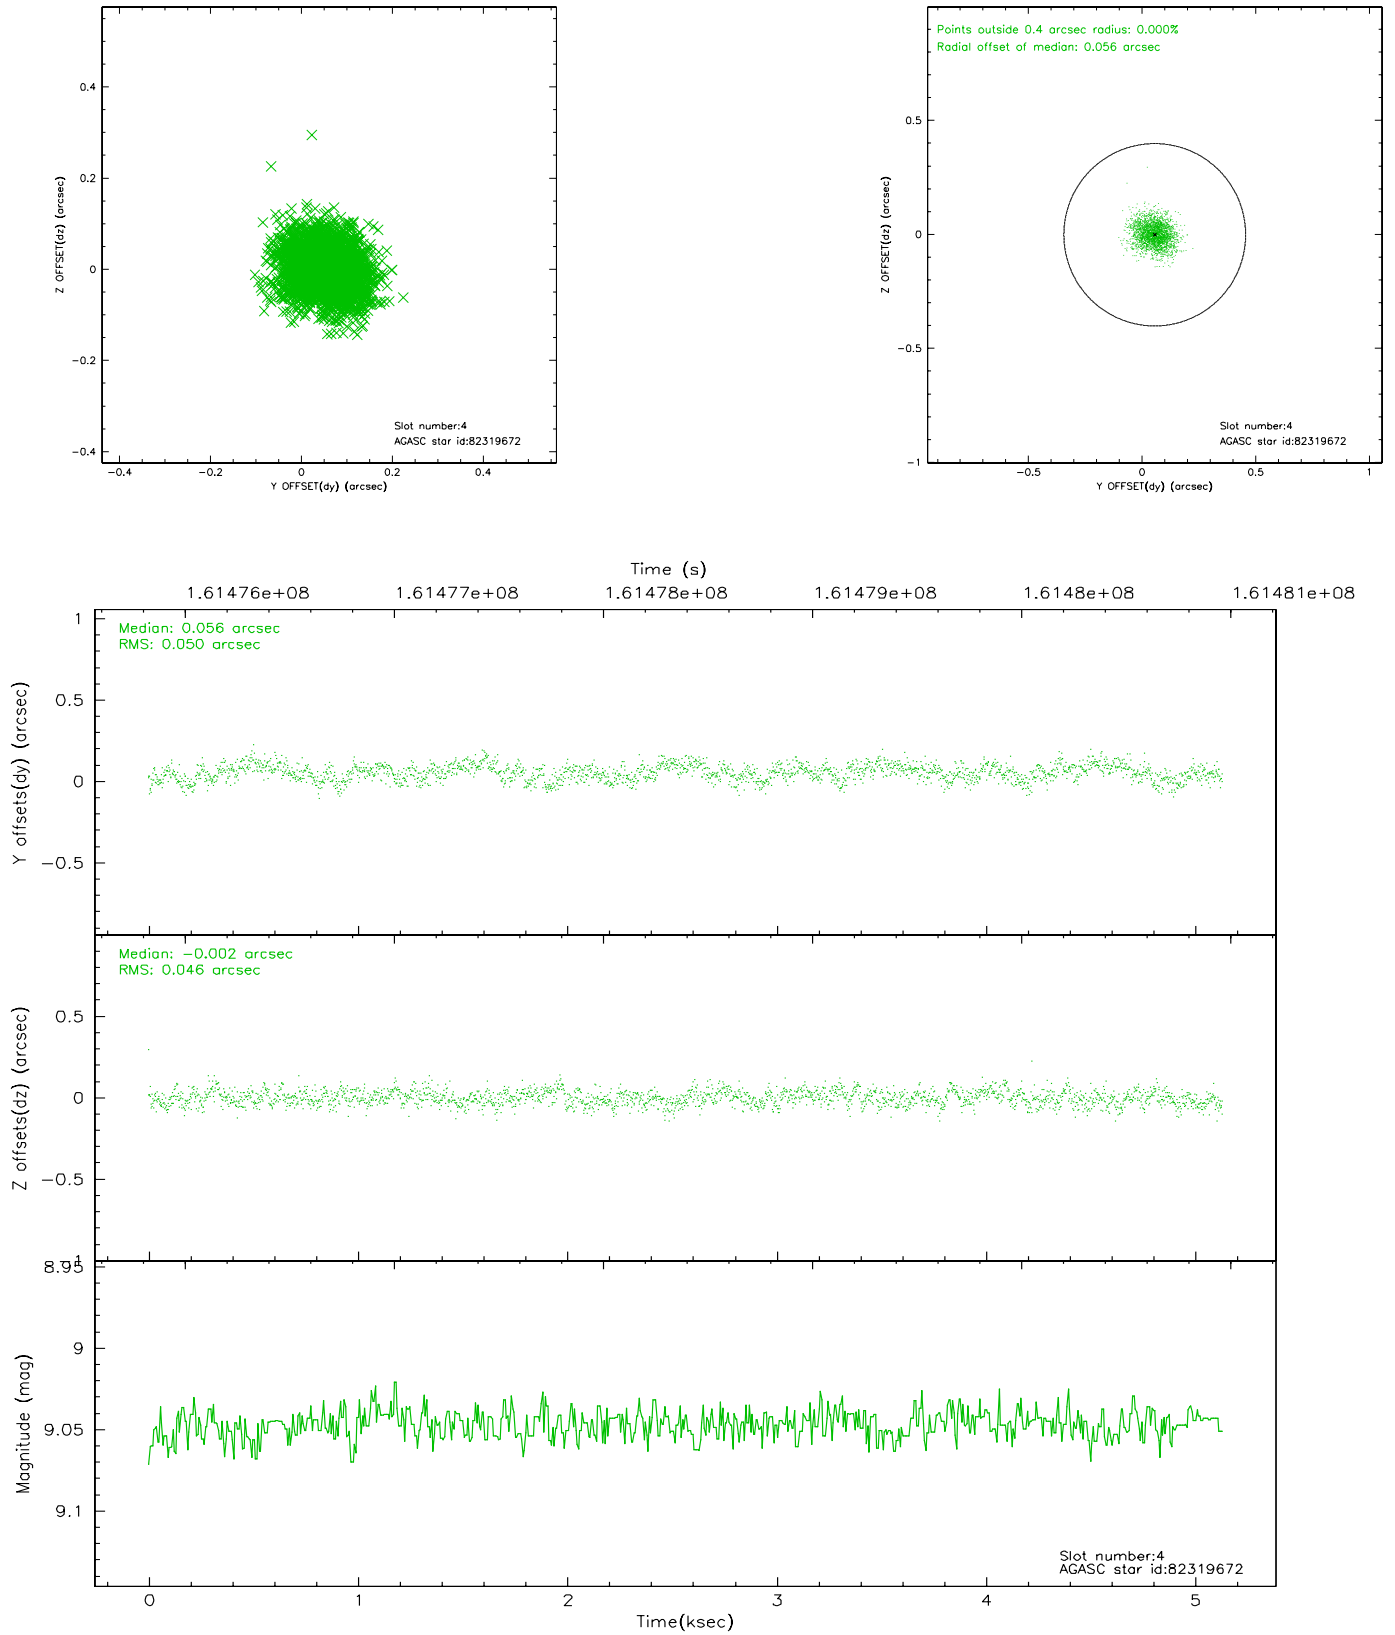 0.4
0.2
0
−0.2
−0.4
Z OFFSET(dz) (arcsec)
Slot number:4
AGASC star id:82319672
−0.4 −0.2 0 0.2 0.4
Y OFFSET(dy) (arcsec)
Points outside 0.4 arcsec radius: 0.000%
Radial offset of median: 0.056 arcsec
0.5
0
−0.5
−1
Z OFFSET(dz) (arcsec)
Slot number:4
AGASC star id:82319672
−0.5 0 0.5 1
Y OFFSET(dy) (arcsec)
Time (s)
1.61476e+08 1.61477e+08 1.61478e+08 1.61479e+08 1.6148e+08 1.61481e+08
Median: 0.056 arcsec
RMS: 0.050 arcsec
1
0.5
0
−0.5
Y offsets(dy) (arcsec)
Median: −0.002 arcsec
RMS: 0.046 arcsec
0.5
0
−0.5
Z offsets(dz) (arcsec)
8.95
9
9.05
9.1
Magnitude (mag)
Slot number:4
AGASC star id:82319672
0 1 2 3 4 5
Time(ksec)